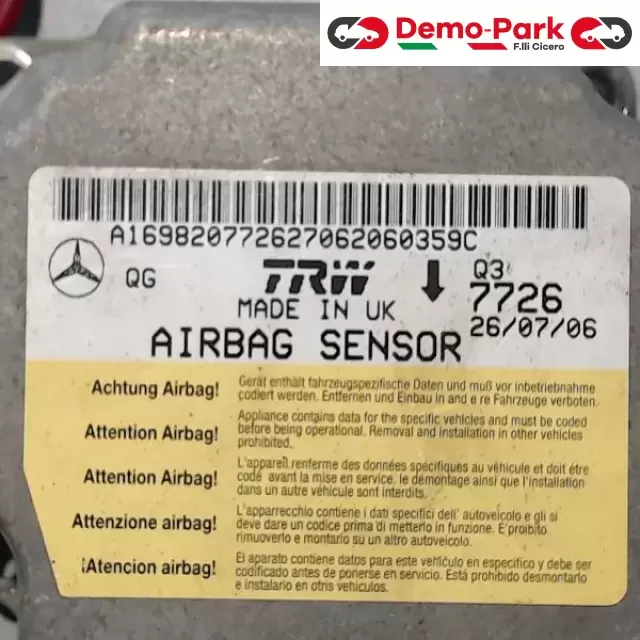 Demo-Park
F.lli Cicero
A169820772627062060359C
QG
TRW
Q3
7726
MADE IN UK
26/07/06
AIRBAG SENSOR
Achtung Airbag!
Gerät enthält fahrzeugspezifische Daten und muß vor inbetriebnahme
codiert werden. Entfernen und Einbau in and e re Fahrzeuge verboten.
Attention Airbag!
Appliance contains data for the specific vehicles and must be coded
before being operational. Removal and installation in other vehicles
prohibited.
Attention Airbag!
L'appareil renferme des données spécifiques au véhicule et doit étre
codé avant la mise en service. le démontage ainsi que l'installation
dans un autre véhicule sont interdits.
Attenzione airbag!
L'apparecchio contiene i dati specifici dell' autoveicolo e gli si
deve dare un codice prima di metterlo in funzione. E'proibito
rimuoverlo e montarlo su un altro autoveicolo.
¡Atencion airbag!
El aparato contiene datos para este vehículo en especifico y debe ser
codificado antes de ponerse en servicio. Está prohibido desmontarlo
e instalarlo en otris vehículos.